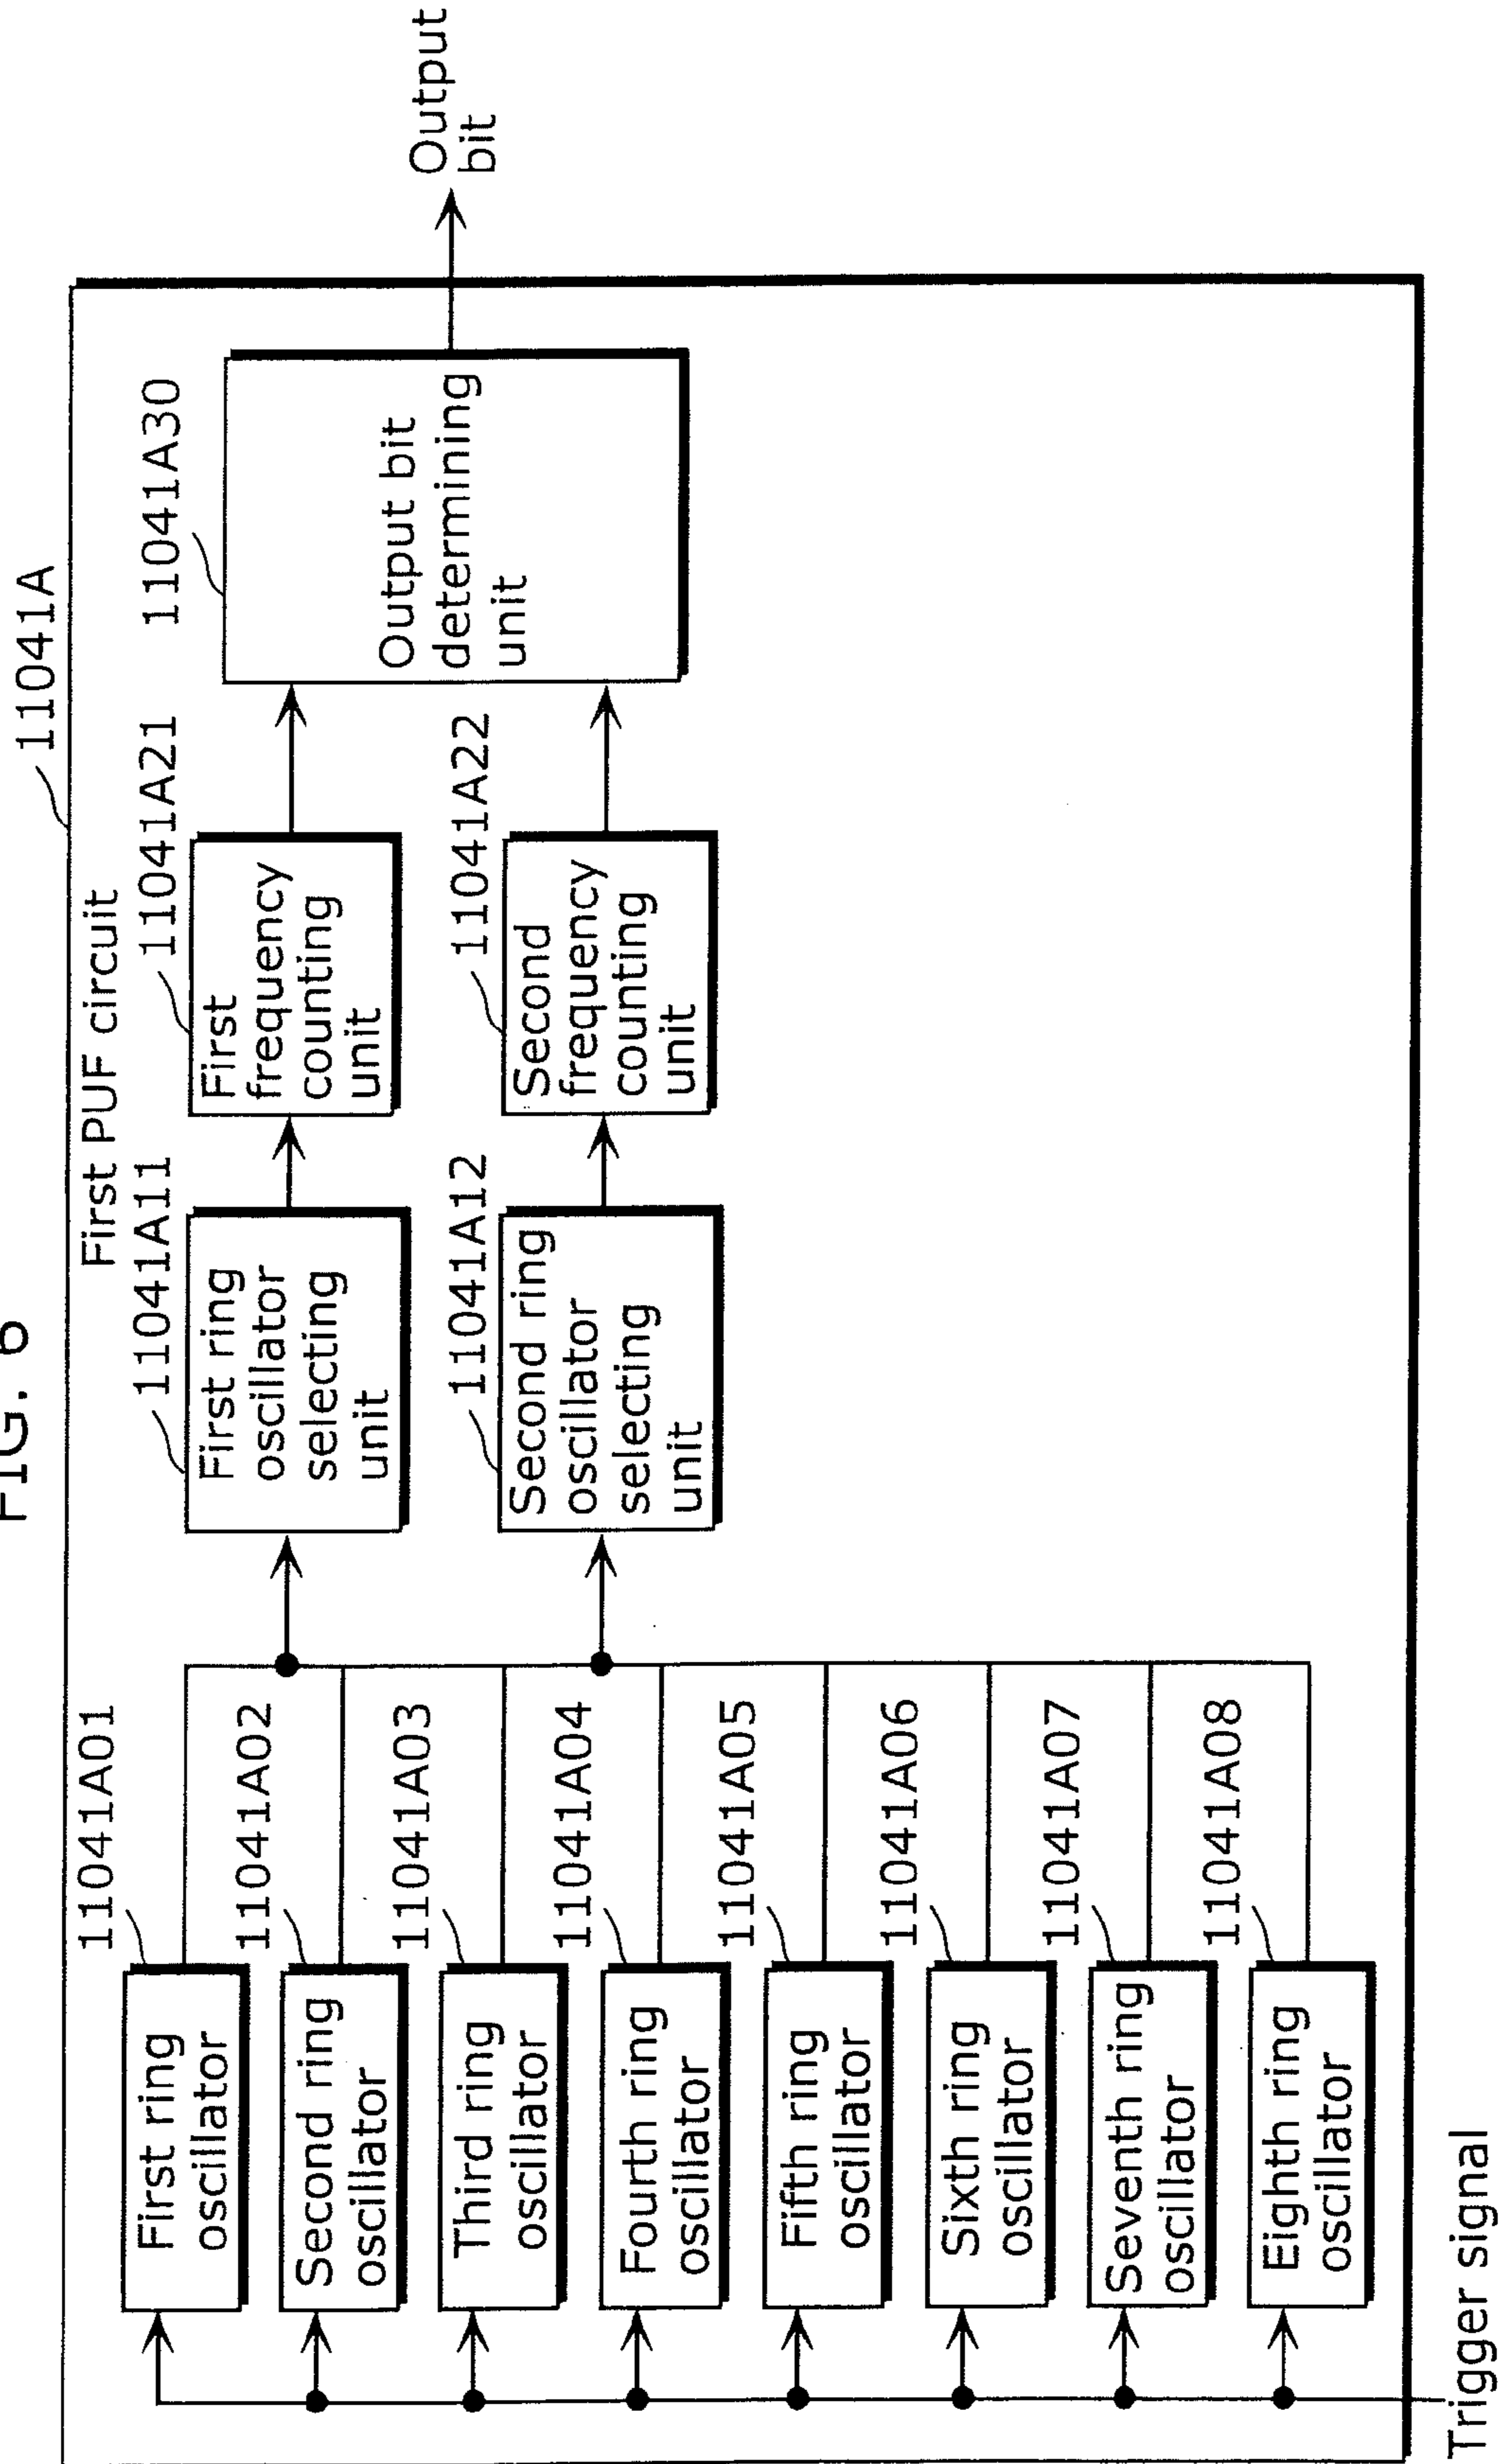 FIG. 6
11041A
First PUF circuit
11041A01
First ring
oscillator
11041A02
Second ring
oscillator
11041A03
Third ring
oscillator
11041A04
Fourth ring
oscillator
11041A05
Fifth ring
oscillator
11041A06
Sixth ring
oscillator
11041A07
Seventh ring
oscillator
11041A08
Eighth ring
oscillator
Trigger signal
11041A11
First ring
oscillator
selecting
unit
11041A12
Second ring
oscillator
selecting
unit
11041A21
First
frequency
counting
unit
11041A22
Second
frequency
counting
unit
11041A30
Output bit
determining
unit
Output
bit